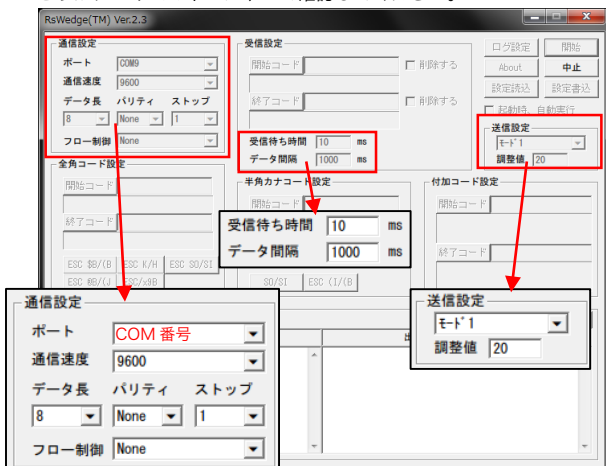 RsWedge(TM) Ver.2.3
通信設定
ポート COM9
通信速度 9600
データ長 パリティ ストップ
8 None 1
フロー制御 None
受信設定
開始コード 削除する
終了コード 削除する
受信待ち時間 10 ms
データ間隔 1000 ms
ログ設定 開始
About 中止
設定読込 設定書込
起動時、自動実行
送信設定
ﾓｰﾄﾞ1
調整値 20
全角コード設定
開始コード
終了コード
ESC $B/(B ESC K/H ESC SO/SI
ESC @B/(J ESC/x9B
半角カナコード設定
開始コード
SO/SI ESC (I/(B
付加コード設定
開始コード
終了コード
受信待ち時間 10 ms
データ間隔 1000 ms
通信設定
ポート COM 番号
通信速度 9600
データ長 パリティ ストップ
8 None 1
フロー制御 None
送信設定
ﾓｰﾄﾞ1
調整値 20